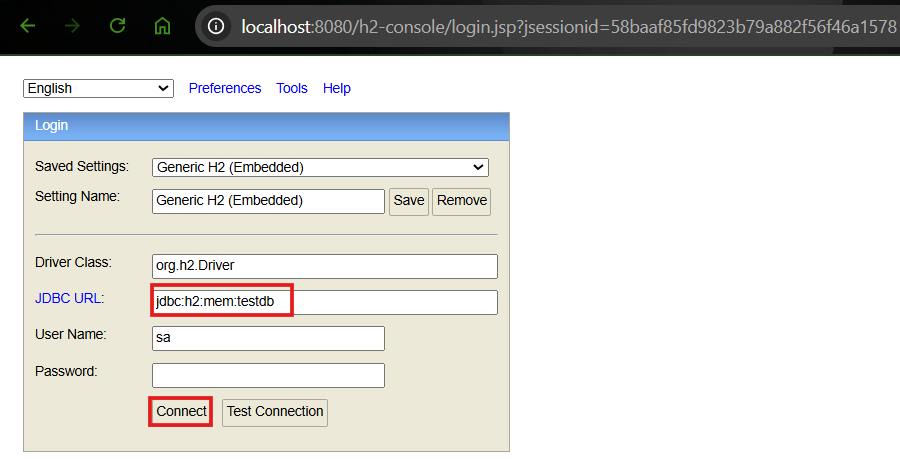 localhost:8080/h2-console/login.jsp?jsessionid=58baaf85fd9823b79a882f56f46a1578
English Preferences Tools Help
Login
Saved Settings: Generic H2 (Embedded)
Setting Name: Generic H2 (Embedded) Save Remove
Driver Class: org.h2.Driver
JDBC URL: jdbc:h2:mem:testdb
User Name: sa
Password:
Connect Test Connection